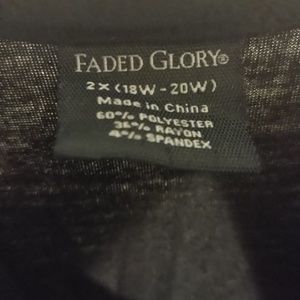 FADED GLORY®
2X (18W - 20W)
Made in China
60% POLYESTER
36% RAYON
4% SPANDEX